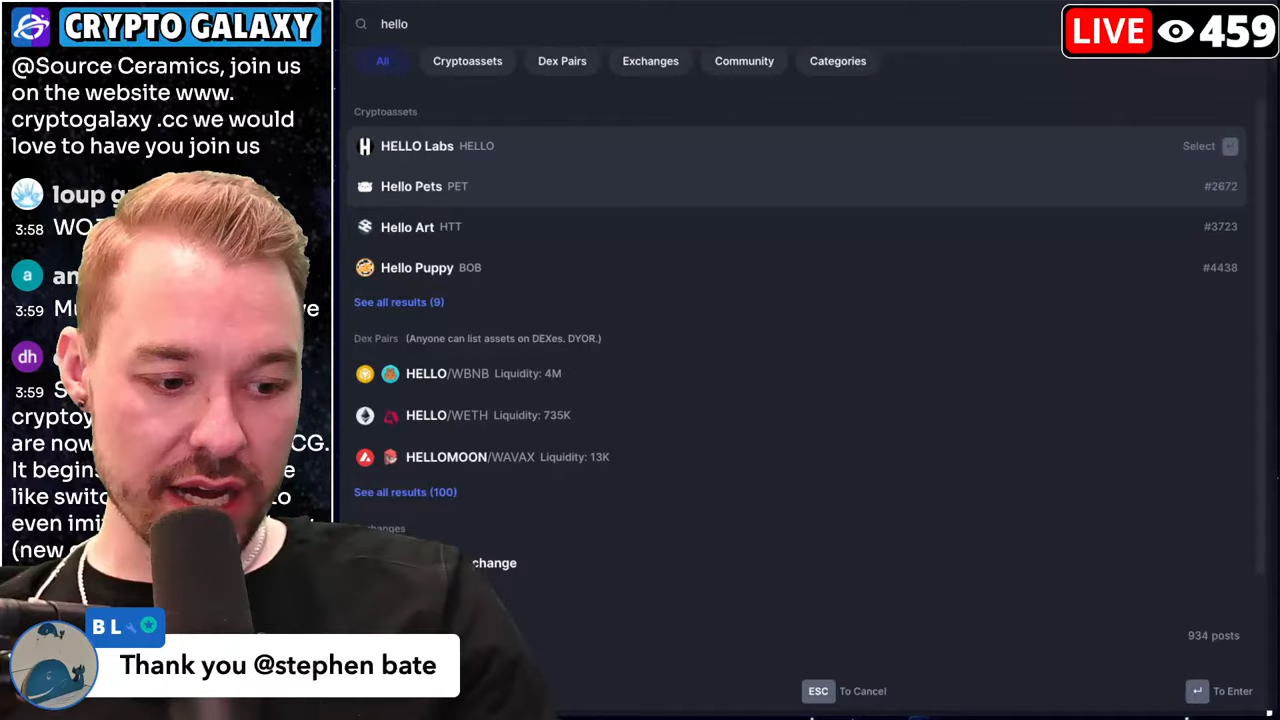 CRYPTO GALAXY
@Source Ceramics, join us
on the website www.
cryptogalaxy .cc we would
love to have you join us
loup
3:58
a
3:59
dh
3:59
are now
CG.
It begins
like
to
even
(new
B L
Thank you @stephen bate
LIVE 459
hello
All Cryptoassets Dex Pairs Exchanges Community Categories
Cryptoassets
HELLO Labs HELLO Select
Hello Pets PET #2672
Hello Art HTT #3723
Hello Puppy BOB #4438
See all results (9)
Dex Pairs (Anyone can list assets on DEXes. DYOR.)
HELLO/WBNB Liquidity: 4M
HELLO/WETH Liquidity: 735K
HELLOMOON/WAVAX Liquidity: 13K
See all results (100)
934 posts
ESC To Cancel
To Enter